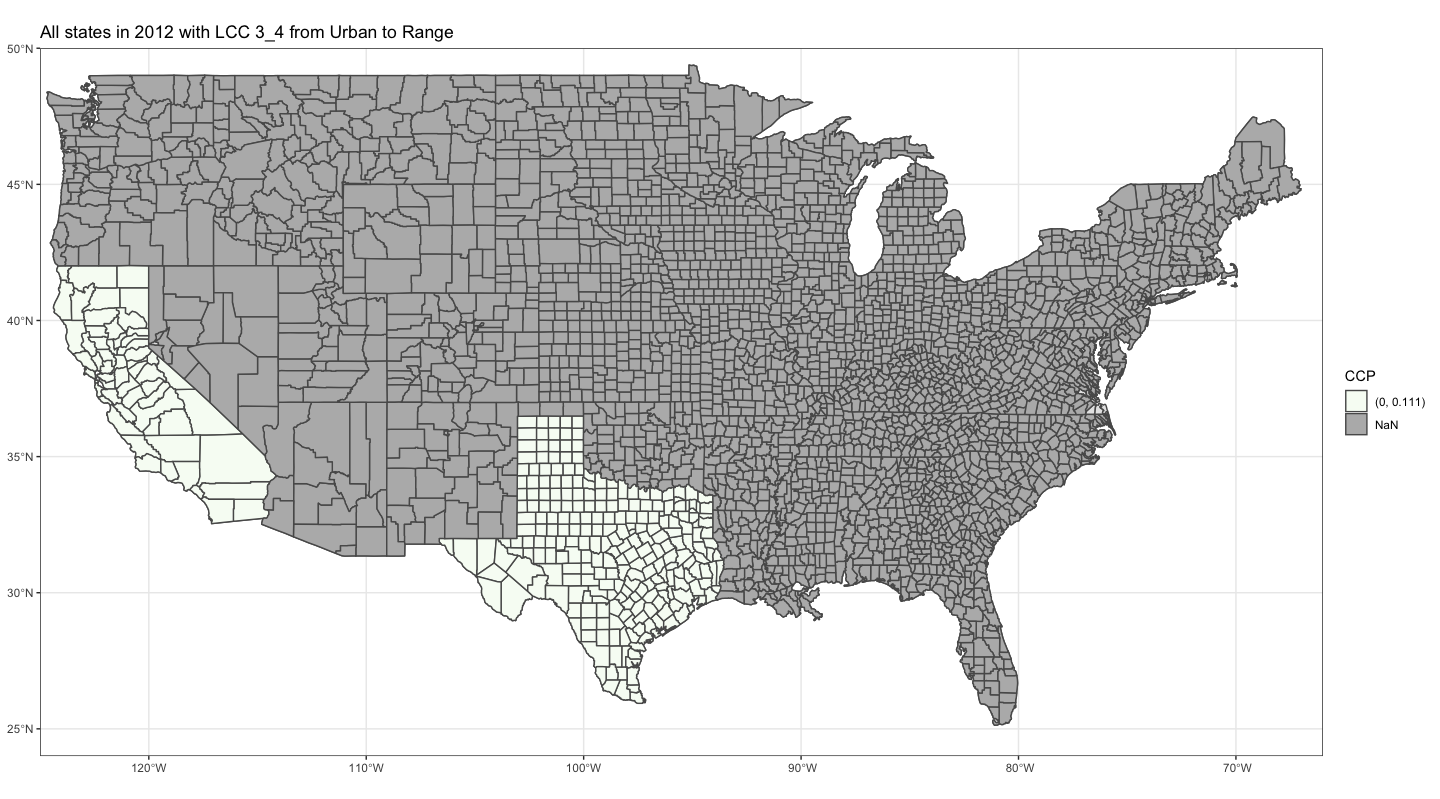 All states in 2012 with LCC 3_4 from Urban to Range
50°N
45°N
40°N
35°N
30°N
25°N
120°W
110°W
100°W
90°W
80°W
70°W
CCP
(0, 0.111)
NaN